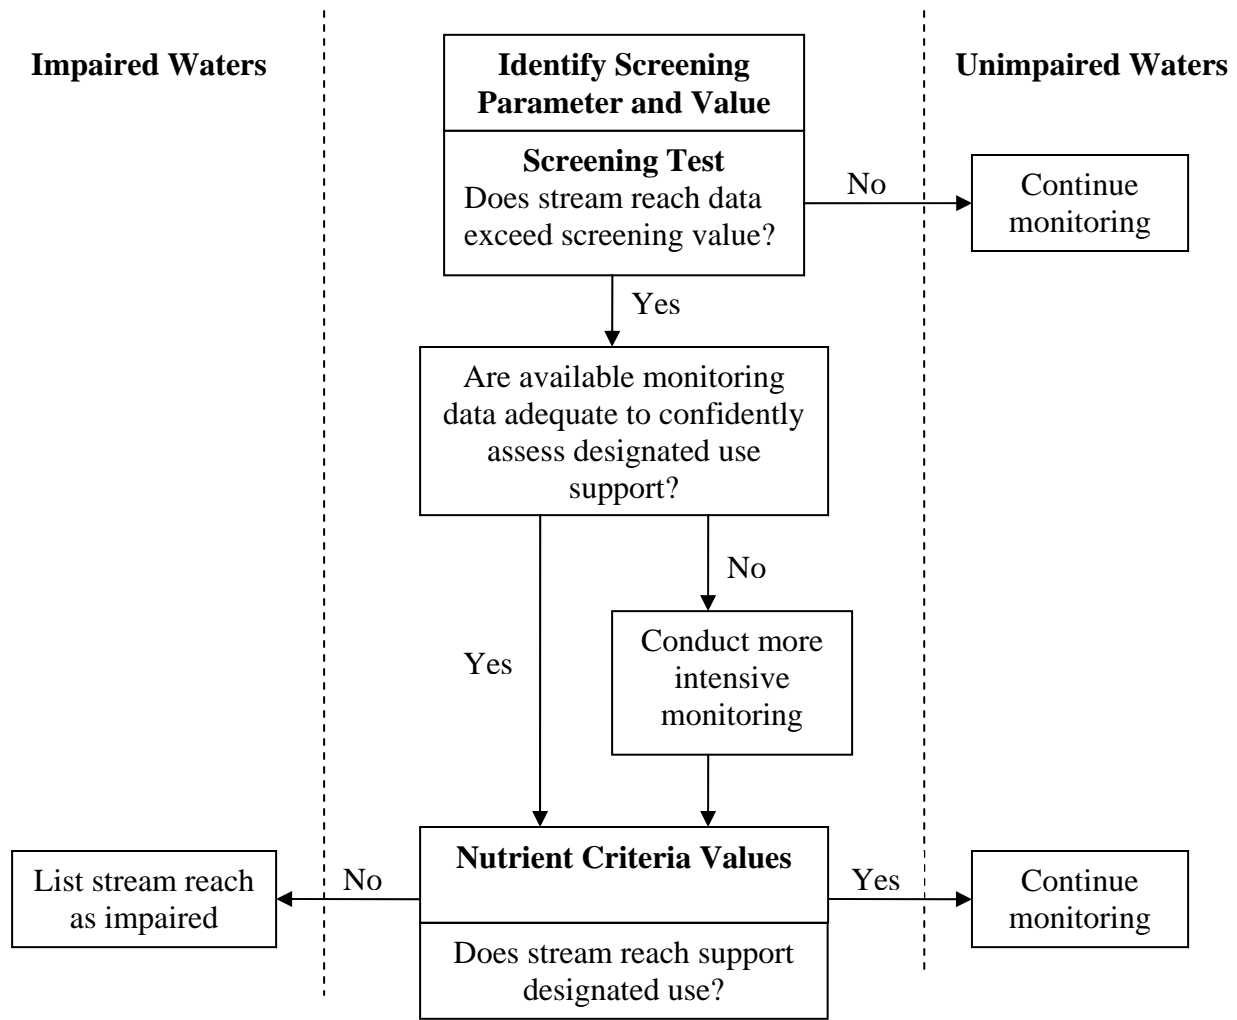 Impaired Waters
Identify Screening
Parameter and Value
Unimpaired Waters
Screening Test
Does stream reach data
exceed screening value?
No
Continue
monitoring
Yes
Are available monitoring
data adequate to confidently
assess designated use
support?
No
Yes
Conduct more
intensive
monitoring
Nutrient Criteria Values
List stream reach
as impaired
No
Yes
Continue
monitoring
Does stream reach support
designated use?